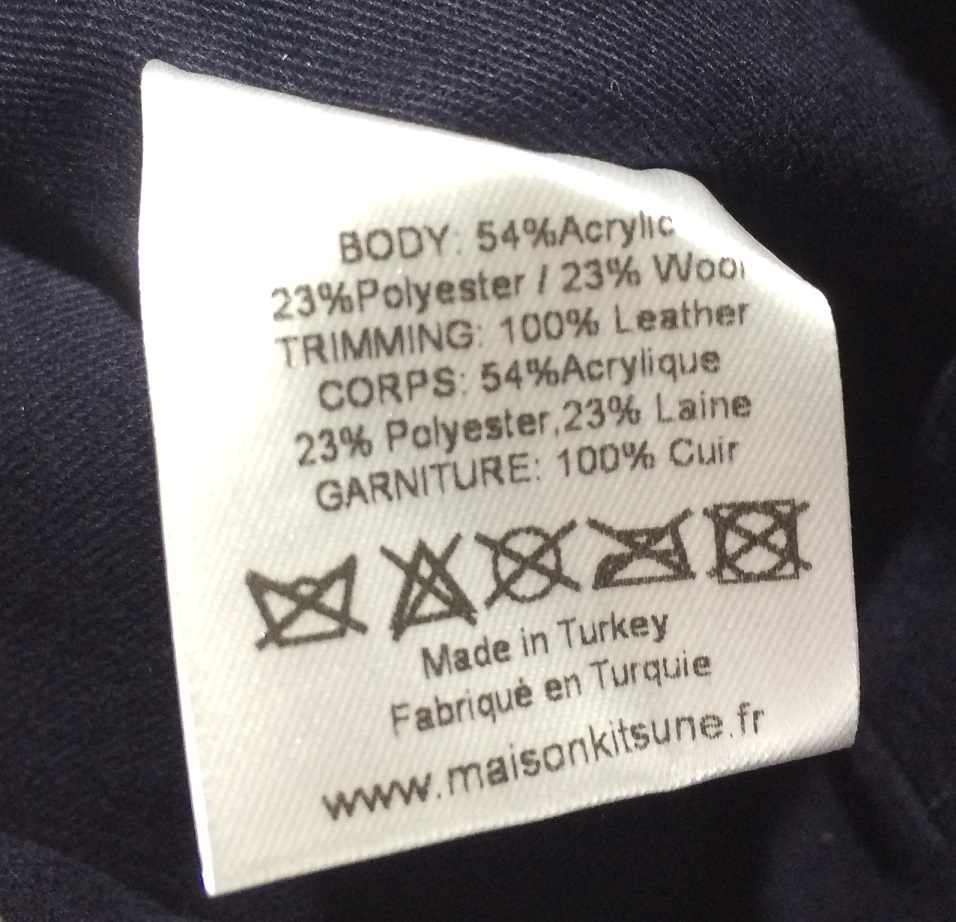 BODY: 54%Acrylic
23%Polyester / 23% Wool
TRIMMING: 100% Leather
CORPS: 54%Acrylique
23% Polyester,23% Laine
GARNITURE: 100% Cuir
Made in Turkey
Fabriqué en Turquie
www.maisonkitsune.fr